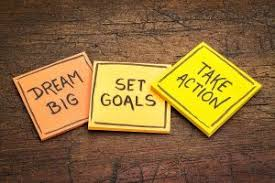 DREAM
BIG
SET
GOALS
TAKE
ACTION